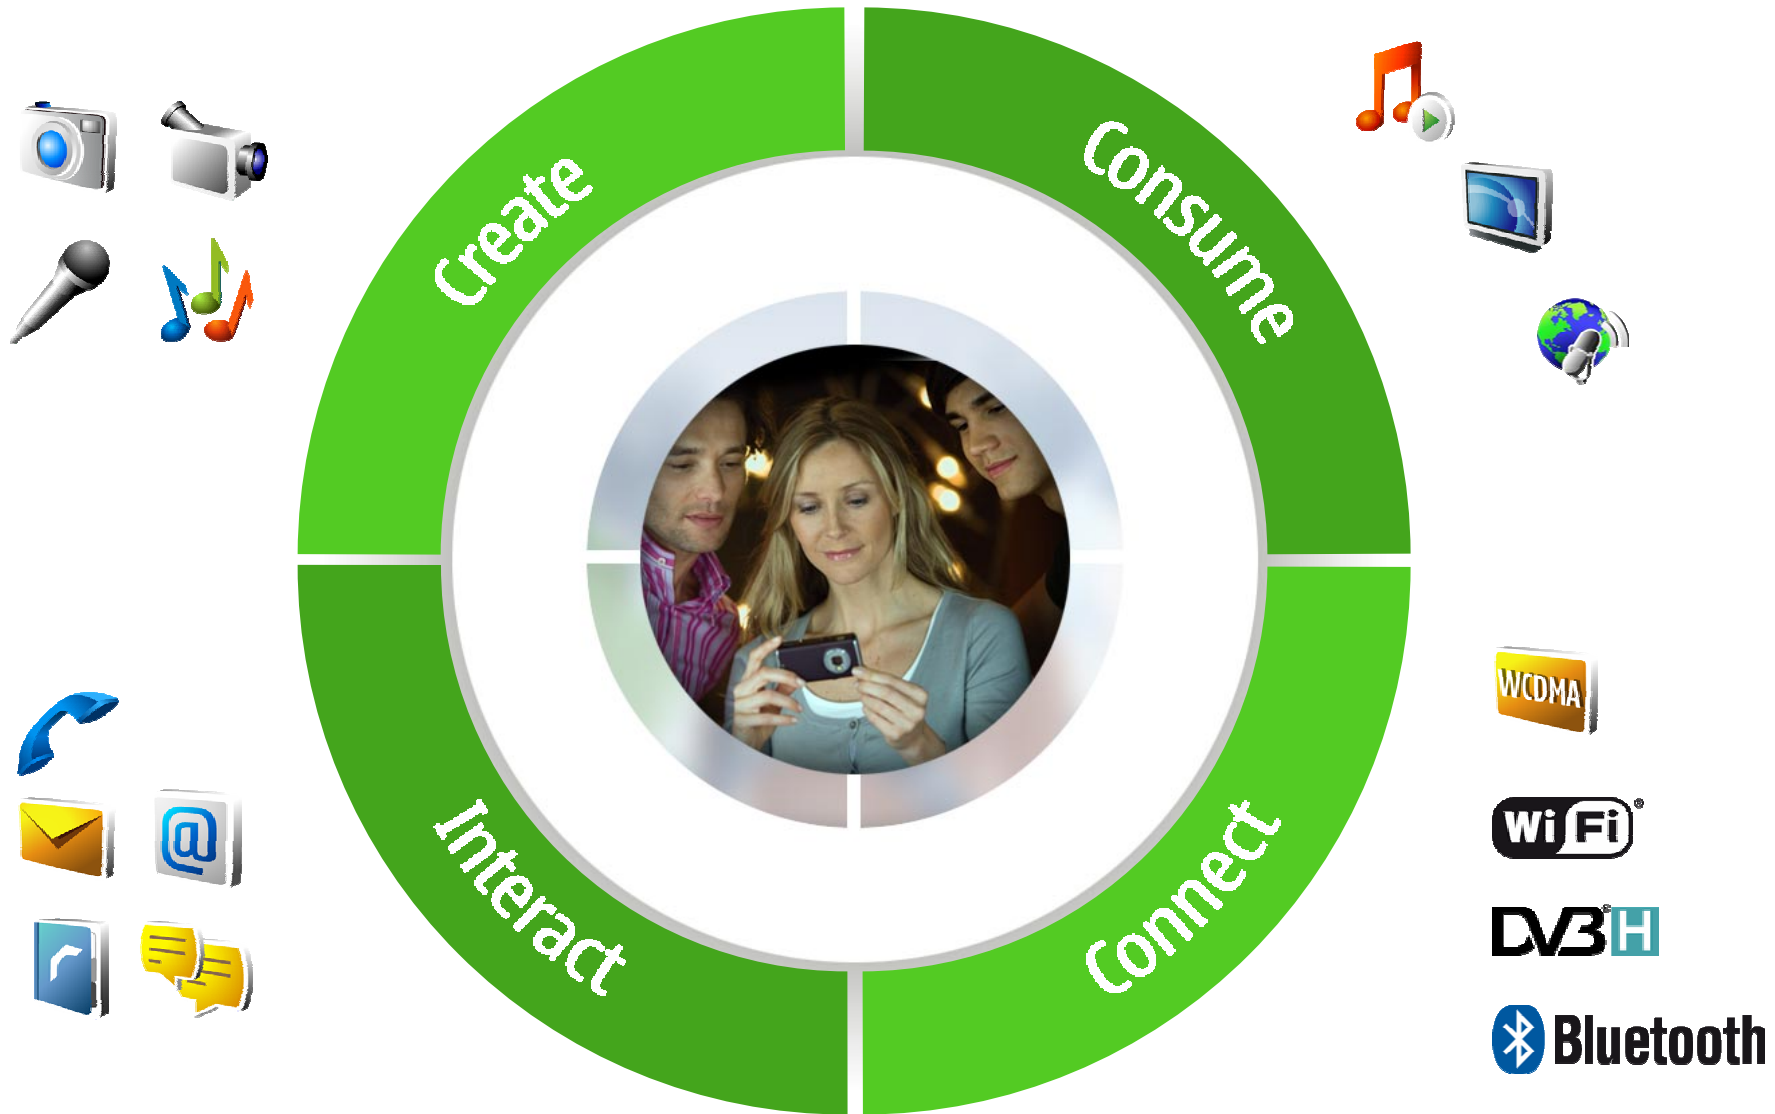 Create
Consume
Interact
Connect
WCDMA
Wi Fi®
DVB H
Bluetooth
@